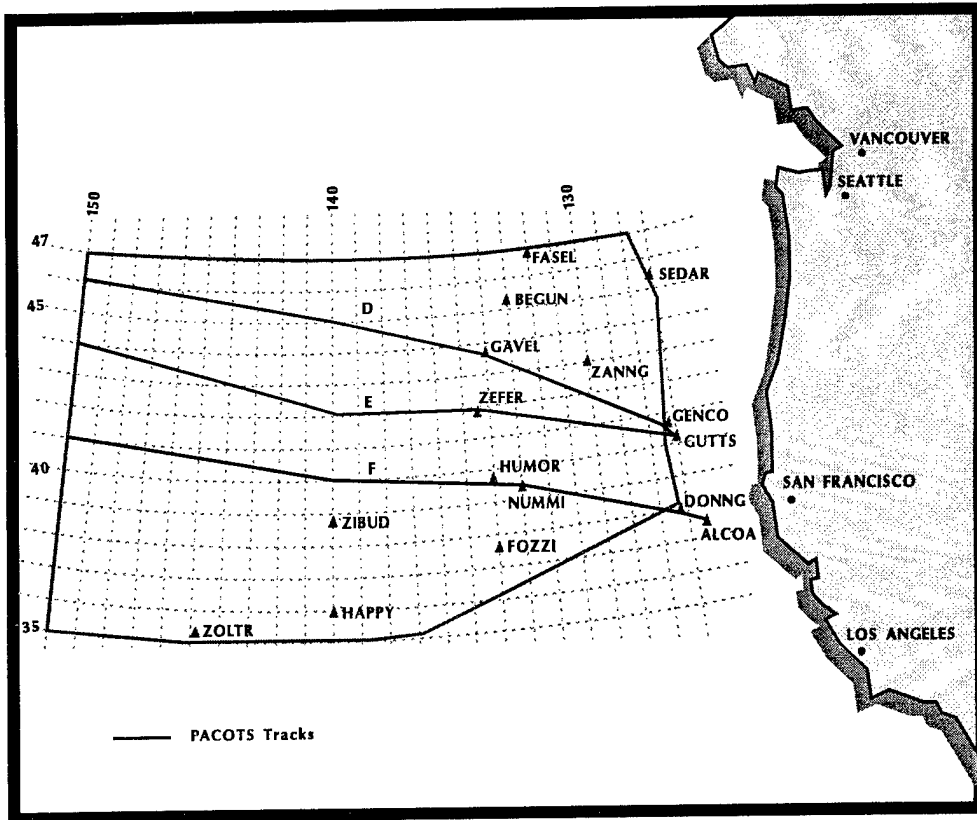 VANCOUVER
SEATTLE
150
140
130
47
FASEL
SEDAR
BEGUN
45
D
GAVEL
ZANNG
ZEFER
E
GENCO
GUTTS
40
F
HUMOR
SAN FRANCISCO
NUMMI
DONNG
ZIBUD
ALCOA
FOZZI
HAPPY
35
ZOLTR
LOS ANGELES
PACOTS Tracks